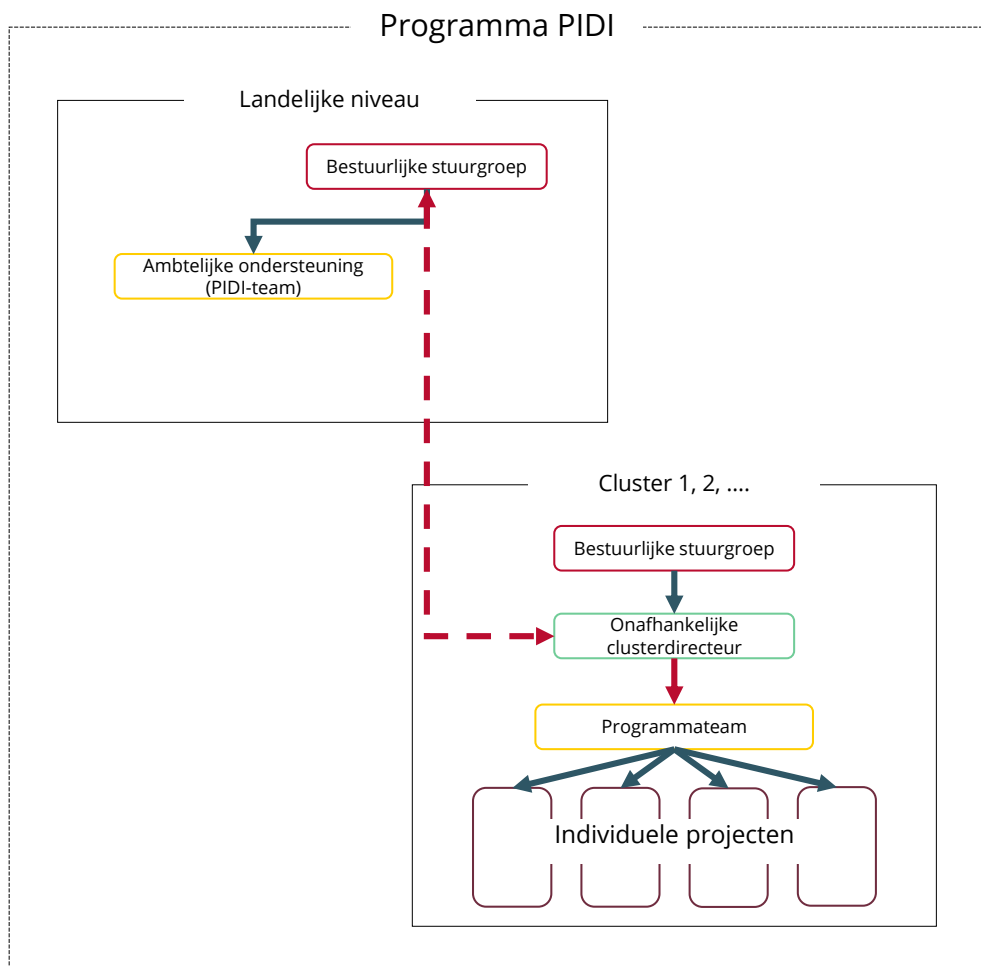 Programma PIDI
Landelijke niveau
Bestuurlijke stuurgroep
Ambtelijke ondersteuning
(PIDI-team)
Cluster 1, 2, ....
Bestuurlijke stuurgroep
Onafhankelijke
clusterdirecteur
Programmateam
Individuele projecten